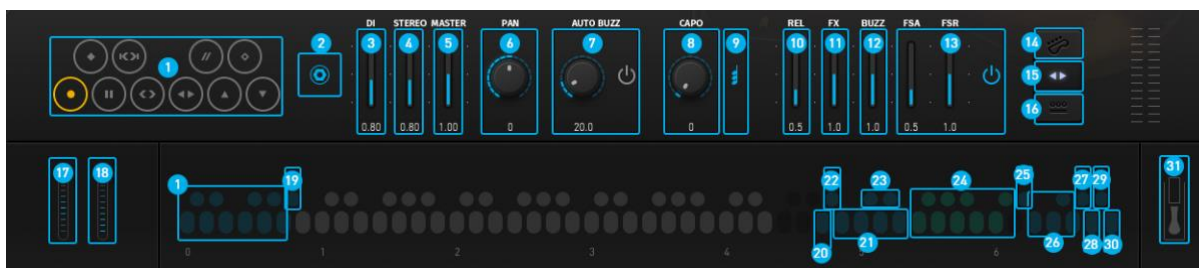 DI STEREO MASTER PAN AUTO BUZZ CAPO REL FX BUZZ FSA FSR
1 2 3 4 5 6 7 8 9 10 11 12 13 14
15
16
0.80 0.80 1.00 0 20.0 0 0.5 1.0 1.0 0.5 1.0
17 18 1 19 22 23 24 25 27 29 31
20 21 26 28 30
0 1 2 3 4 6